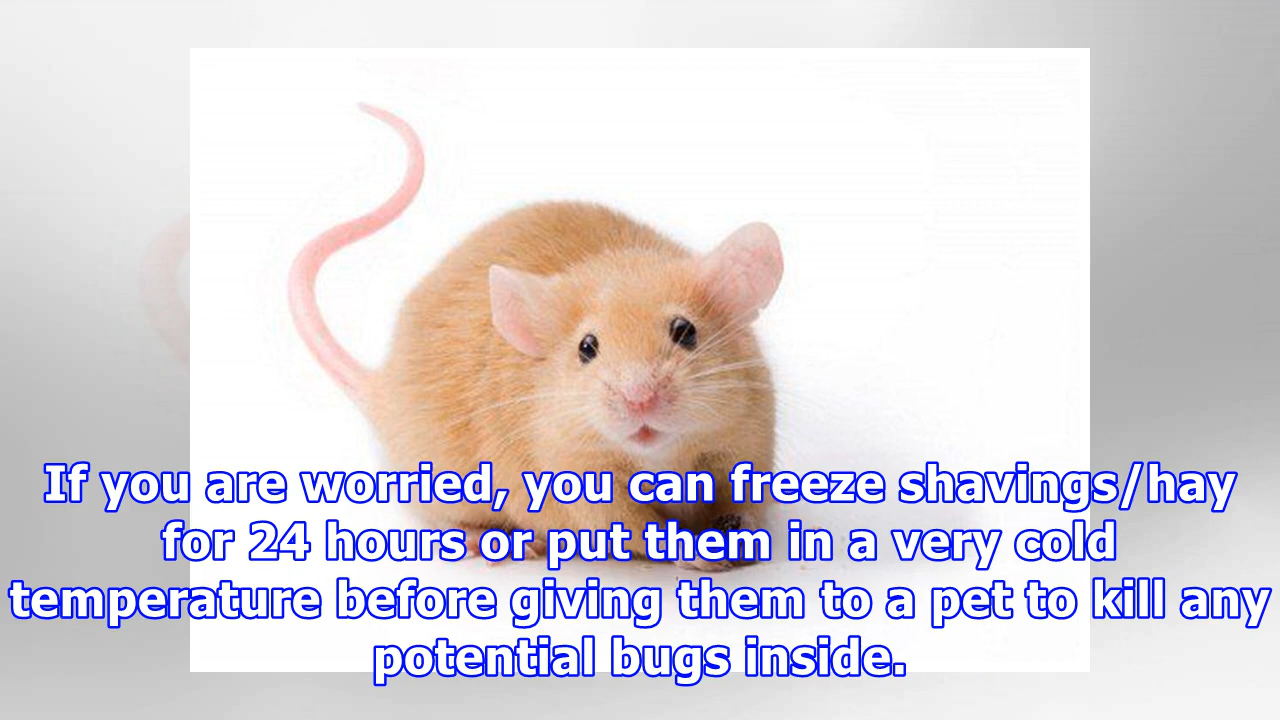 If you are worried, you can freeze shavings/hay
for 24 hours or put them in a very cold
temperature before giving them to a pet to kill any
potential bugs inside.